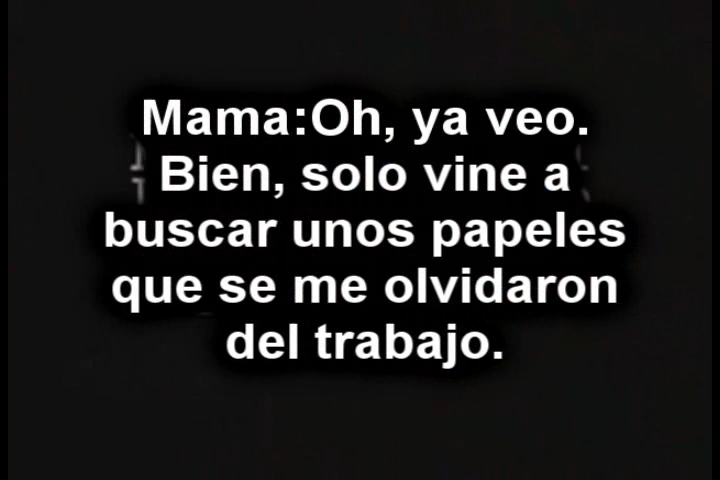 Mama:Oh, ya veo.
Bien, solo vine a
buscar unos papeles
que se me olvidaron
del trabajo.